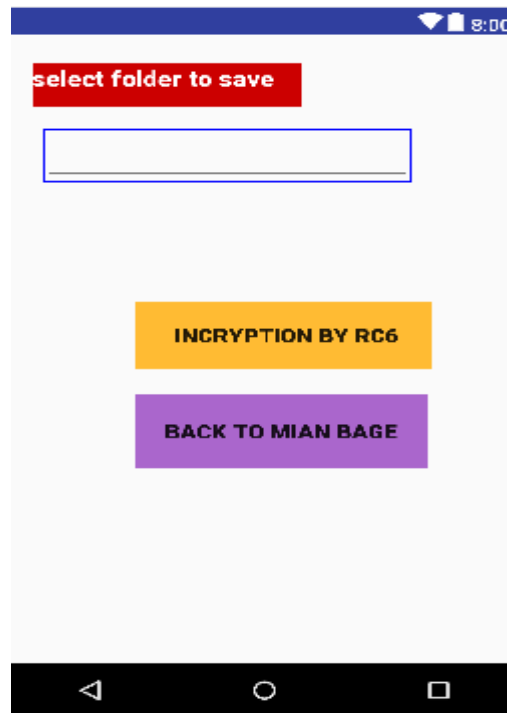 8:00
select folder to save
INCRYPTION BY RC6
BACK TO MIAN BAGE